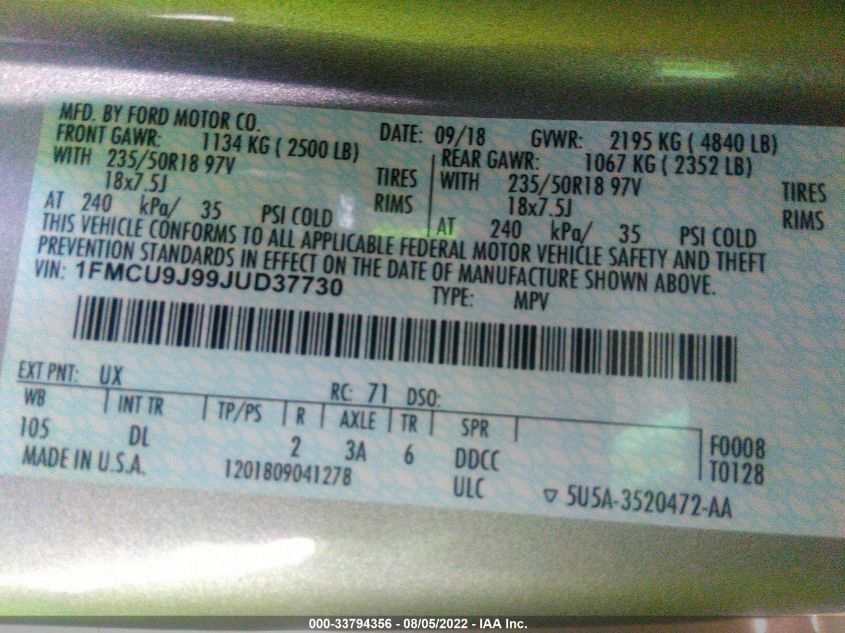 MFD. BY FORD MOTOR CO.
DATE: 09/18 GVWR: 2195 KG ( 4840 LB)
FRONT GAWR: 1134 KG ( 2500 LB)
WITH 235/50R18 97V TIRES
18x7.5J RIMS
AT 240 kPa/ 35 PSI COLD
REAR GAWR: 1067 KG ( 2352 LB)
WITH 235/50R18 97V TIRES
18x7.5J RIMS
AT 240 kPa/ 35 PSI COLD
THIS VEHICLE CONFORMS TO ALL APPLICABLE FEDERAL MOTOR VEHICLE SAFETY AND THEFT
PREVENTION STANDARDS IN EFFECT ON THE DATE OF MANUFACTURE SHOWN ABOVE.
VIN: 1FMCU9J99JUD37730 TYPE: MPV
EXT PNT: UX RC: 71 DSO:
WB INT TR TP/PS R AXLE TR SPR
105 DL 2 3A 6 DDCC
F0008
T0128
MADE IN U.S.A. 1201809041278 ULC ▽ 5U5A-3520472-AA
000-33794356 - 08/05/2022 - IAA Inc.